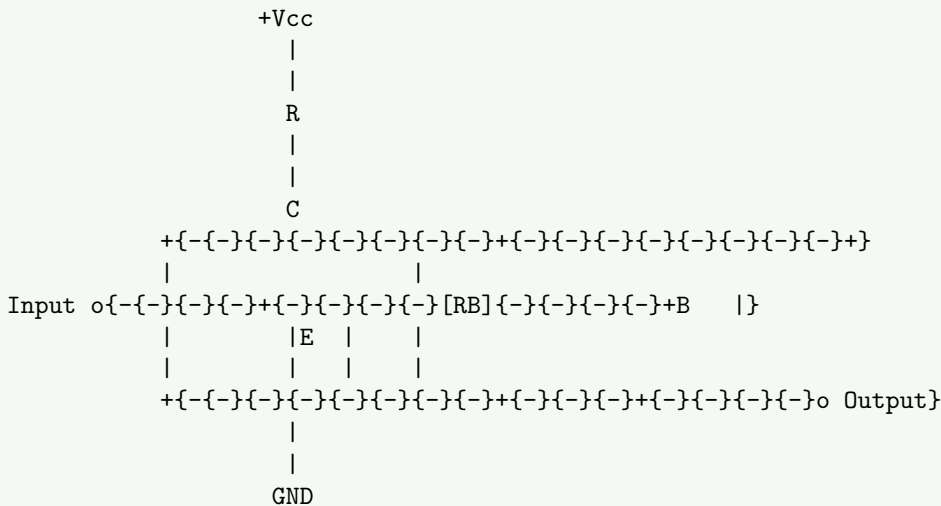 +Vcc
|
|
R
|
|
C
+{-{-}{-}{-}{-}{-}{-}{-}+{-}{-}{-}{-}{-}{-}{-}{-}+}
| |
Input o{-{-}{-}{-}+{-}{-}{-}{-}[RB]{-}{-}{-}{-}+B |}
| |E | |
| | | |
+{-{-}{-}{-}{-}{-}{-}{-}+{-}{-}{-}+{-}{-}{-}{-}o Output}
|
|
GND